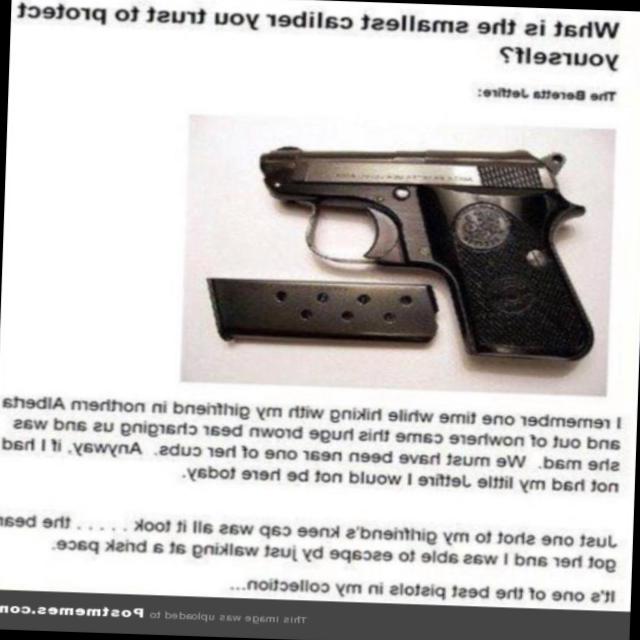 What is the smallest caliber you trust to protect
yourself?
The Beretta Jetfire:
I remember one time while hiking with my girlfriend in northern Alberta
and out of nowhere came this huge brown bear charging us and was
she mad. We must have been near one of her cubs. Anyway, if I had
not had my little Jetfire I would not be here today.
Just one shot to my girlfriend's knee cap was all it took . . . . . the bear
got her and I was able to escape by just walking at a brisk pace.
It's one of the best pistols in my collection...
This image was uploaded to Postmemes.com